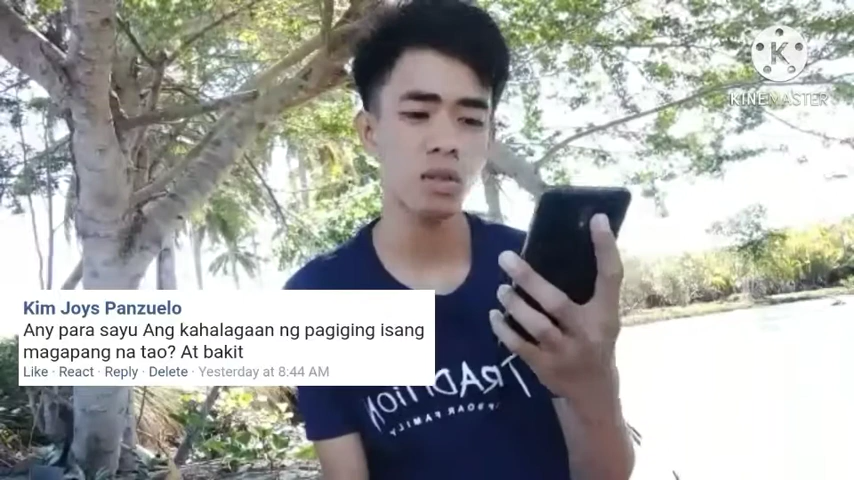 K
KINEMASTER
Kim Joys Panzuelo
Any para sayu Ang kahalagaan ng pagiging isang
magapang na tao? At bakit
Like · React · Reply · Delete · Yesterday at 8:44 AM
TRADITION
FAMILY